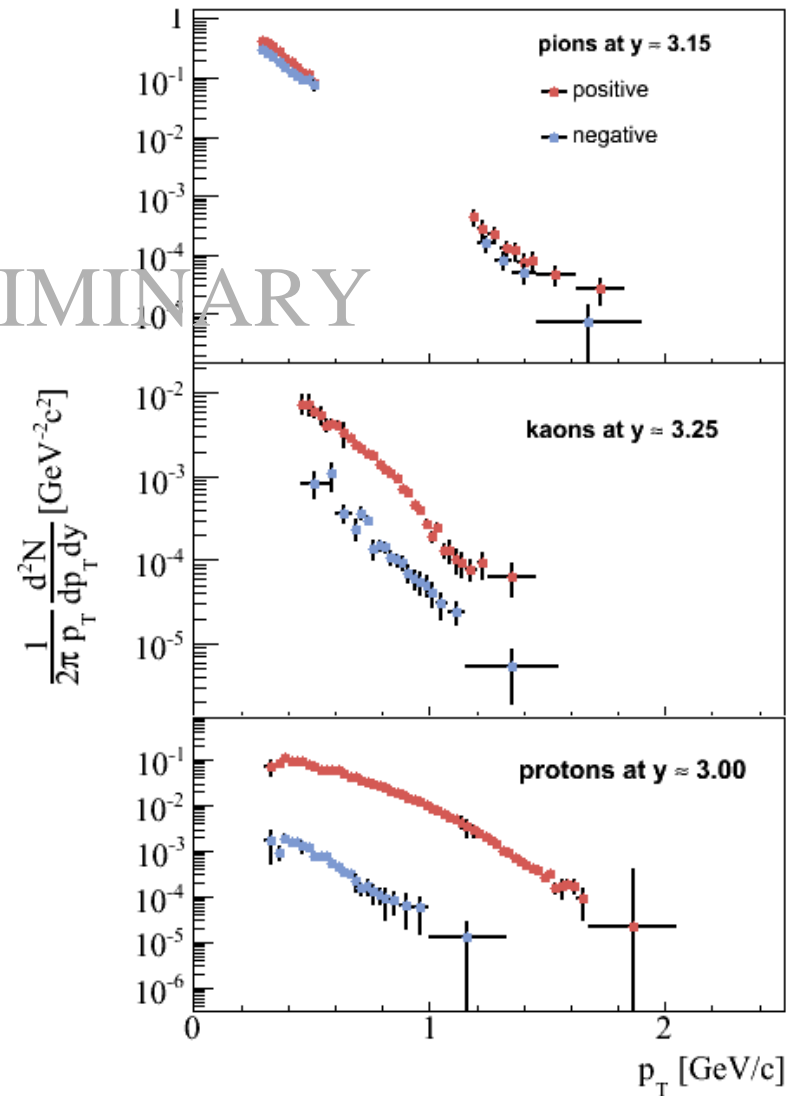 1
pions at y ≈ 3.15
positive
negative
10⁻¹
10⁻²
10⁻³
10⁻⁴
IMINARY
10⁻²
kaons at y ≈ 3.25
10⁻³
10⁻⁴
10⁻⁵
1/(2π p_T) d²N/(dp_T dy) [GeV⁻²c²]
10⁻¹
protons at y ≈ 3.00
10⁻²
10⁻³
10⁻⁴
10⁻⁵
10⁻⁶
0 1 2
p_T [GeV/c]